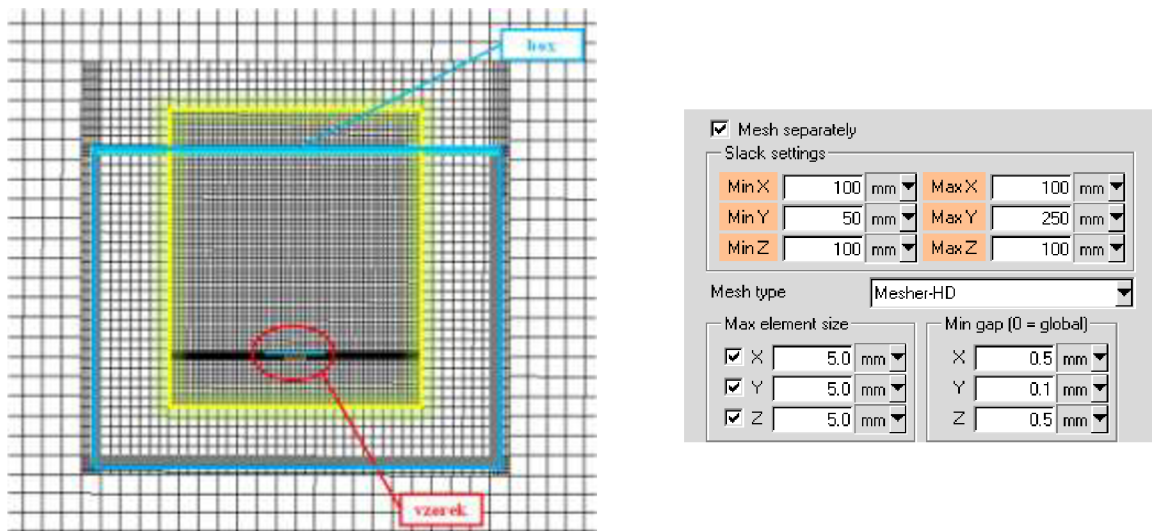 box
vzorek
Mesh separately
Slack settings
Min X 100 mm Max X 100 mm
Min Y 50 mm Max Y 250 mm
Min Z 100 mm Max Z 100 mm
Mesh type Mesher-HD
Max element size Min gap (0 = global)
X 5.0 mm X 0.5 mm
Y 5.0 mm Y 0.1 mm
Z 5.0 mm Z 0.5 mm